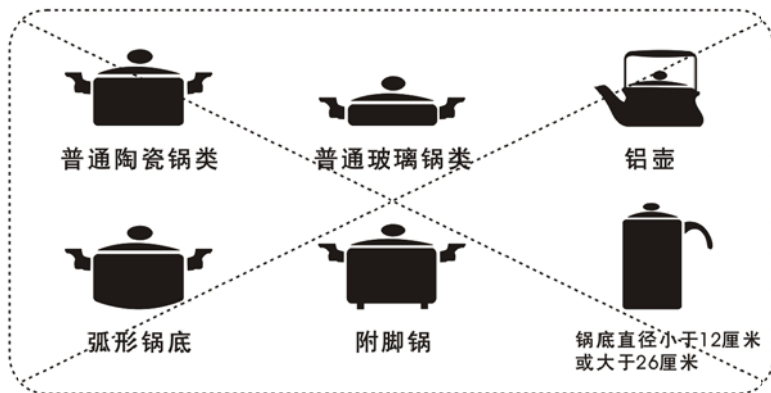 普通陶瓷锅类
普通玻璃锅类
铝壶
弧形锅底
附脚锅
锅底直径小于12厘米
或大于26厘米